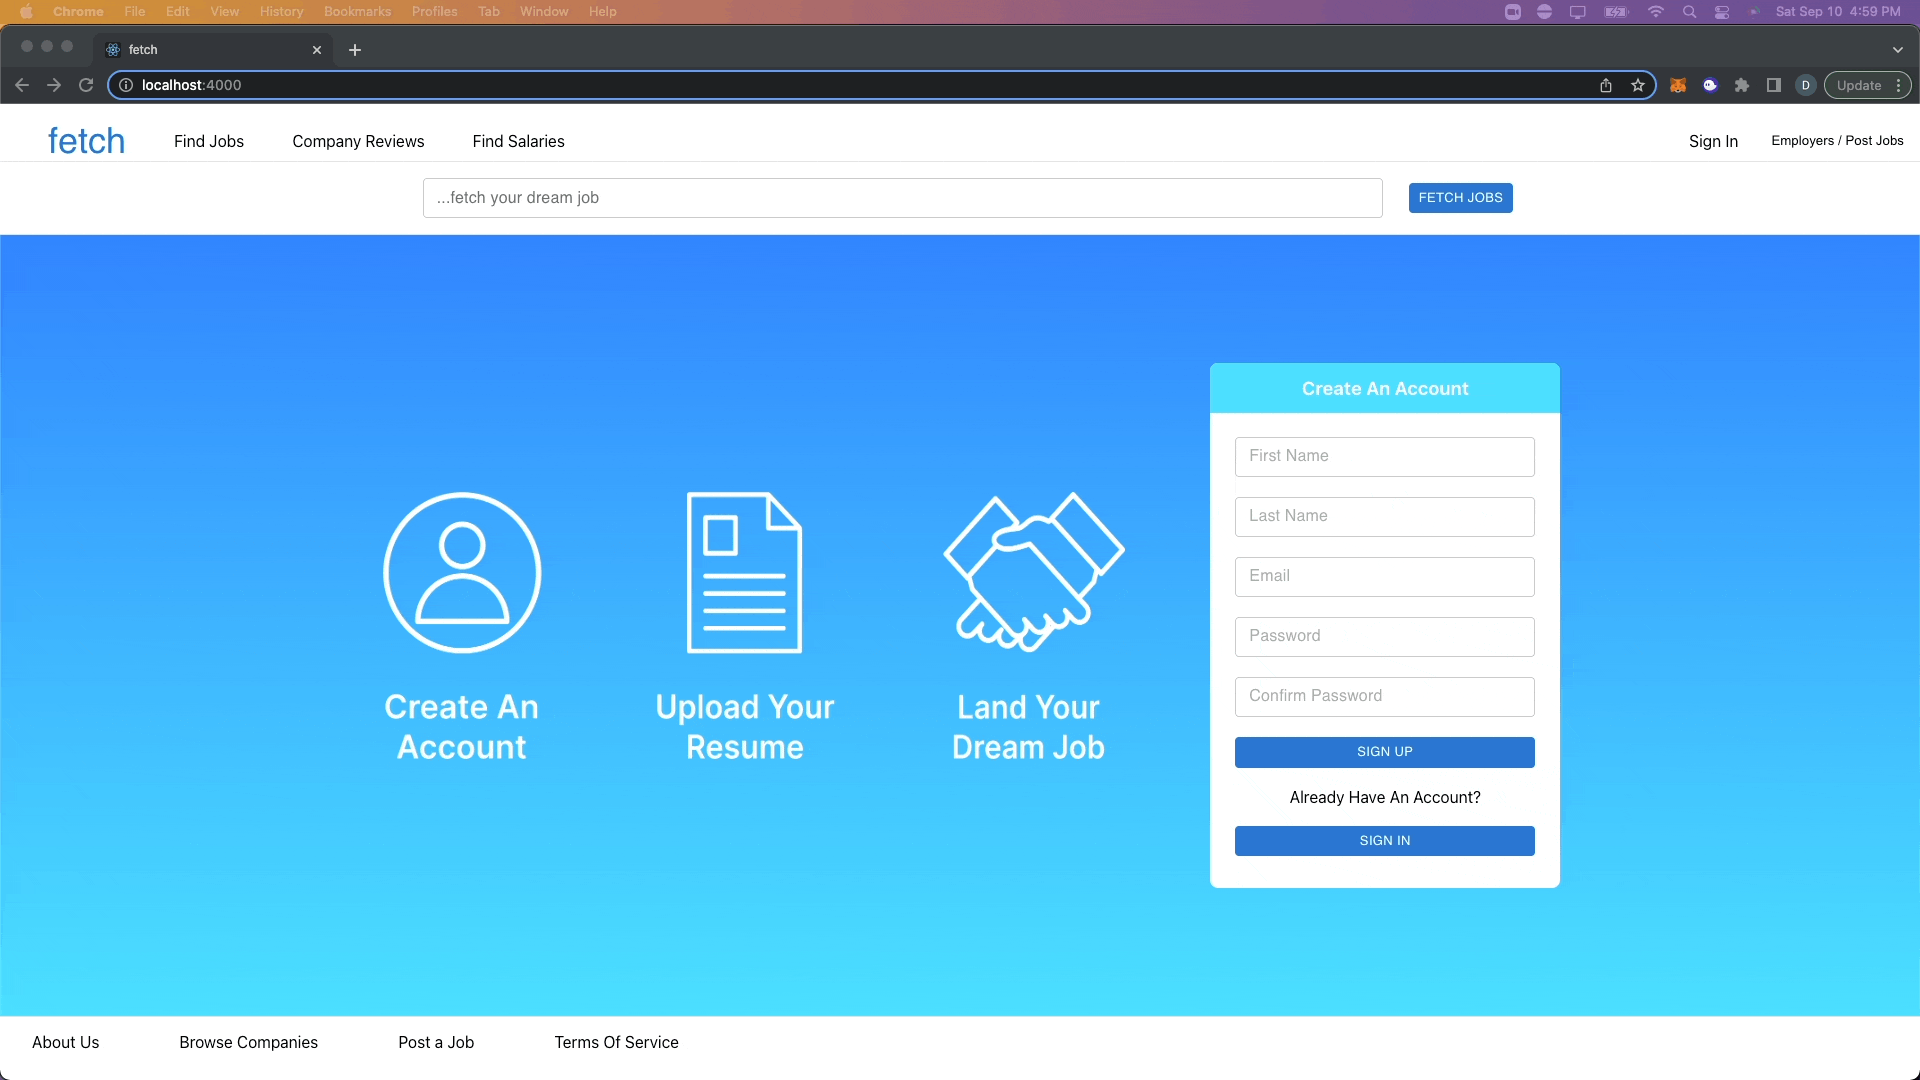 Chrome File Edit View History Bookmarks Profiles Tab Window Help Sat Sep 10 4:59 PM
fetch
localhost:4000 D Update
fetch Find Jobs Company Reviews Find Salaries Sign In Employers / Post Jobs
...fetch your dream job FETCH JOBS
Create An Account
First Name
Last Name
Email
Password
Confirm Password
SIGN UP
Already Have An Account?
SIGN IN
Create An
Account
Upload Your
Resume
Land Your
Dream Job
About Us Browse Companies Post a Job Terms Of Service